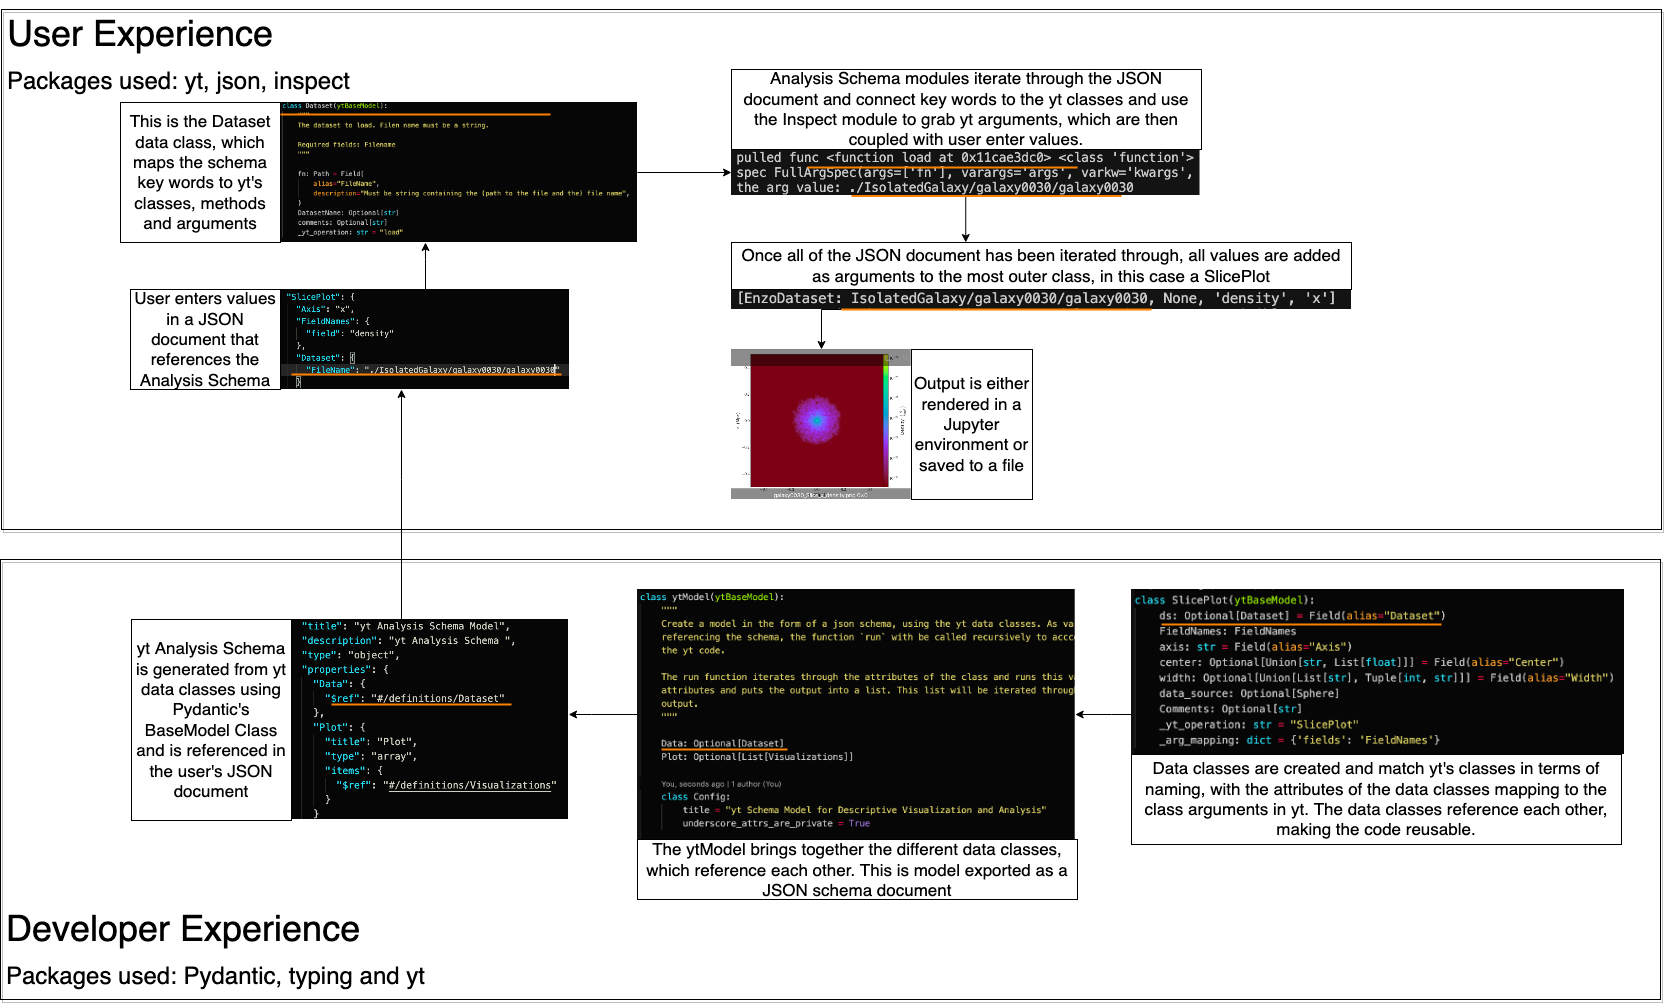 User Experience
Packages used: yt, json, inspect
This is the Dataset
data class, which
maps the schema
key words to yt's
classes, methods
and arguments
class Dataset(ytBaseModel):
"""
The dataset to load. Filen name must be a string.
Required fields: Filename
"""
fn: Path = Field(
alias="FileName",
description="Must be string containing the (path to the file and the) file name",
)
DatasetName: Optional[str]
comments: Optional[str]
_yt_operation: str = "load"
Analysis Schema modules iterate through the JSON
document and connect key words to the yt classes and use
the Inspect module to grab yt arguments, which are then
coupled with user enter values.
pulled func <function load at 0x11cae3dc0> <class 'function'>
spec FullArgSpec(args=['fn'], varargs='args', varkw='kwargs',
the arg value: ./IsolatedGalaxy/galaxy0030/galaxy0030
Once all of the JSON document has been iterated through, all values are added
as arguments to the most outer class, in this case a SlicePlot
[EnzoDataset: IsolatedGalaxy/galaxy0030/galaxy0030, None, 'density', 'x']
User enters values
in a JSON
document that
references the
Analysis Schema
"SlicePlot": {
"Axis": "x",
"FieldNames": {
"field": "density"
},
"Dataset": {
"FileName": "./IsolatedGalaxy/galaxy0030/galaxy0030"
}
Output is either
rendered in a
Jupyter
environment or
saved to a file
yt Analysis Schema
is generated from yt
data classes using
Pydantic's
BaseModel Class
and is referenced in
the user's JSON
document
"title": "yt Analysis Schema Model",
"description": "yt Analysis Schema ",
"type": "object",
"properties": {
"Data": {
"$ref": "#/definitions/Dataset"
},
"Plot": {
"title": "Plot",
"type": "array",
"items": {
"$ref": "#/definitions/Visualizations"
}
}
class ytModel(ytBaseModel):
"""
Create a model in the form of a json schema, using the yt data classes. As va
referencing the schema, the function `run` with be called recursively to accco
the yt code.
The run function iterates through the attributes of the class and runs this va
attributes and puts the output into a list. This list will be iterated throug
output.
"""
Data: Optional[Dataset]
Plot: Optional[List[Visualizations]]
You, seconds ago | 1 author (You)
class Config:
title = "yt Schema Model for Descriptive Visualization and Analysis"
underscore_attrs_are_private = True
The ytModel brings together the different data classes,
which reference each other. This is model exported as a
JSON schema document
class SlicePlot(ytBaseModel):
ds: Optional[Dataset] = Field(alias="Dataset")
FieldNames: FieldNames
axis: str = Field(alias="Axis")
center: Optional[Union[str, List[float]]] = Field(alias="Center")
width: Optional[Union[List[str], Tuple[int, str]]] = Field(alias="Width")
data_source: Optional[Sphere]
Comments: Optional[str]
_yt_operation: str = "SlicePlot"
_arg_mapping: dict = {'fields': 'FieldNames'}
Data classes are created and match yt's classes in terms of
naming, with the attributes of the data classes mapping to the
class arguments in yt. The data classes reference each other,
making the code reusable.
Developer Experience
Packages used: Pydantic, typing and yt